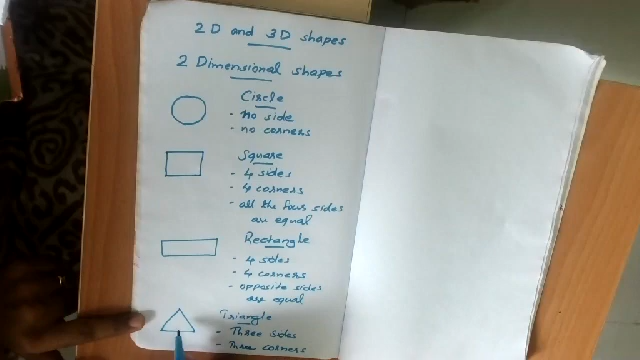 2D and 3D shapes
2 Dimensional shapes
Circle
- no side
- no corners
Square
- 4 sides
- 4 corners
- all the four sides
are equal
Rectangle
- 4 sides
- 4 corners
- opposite sides
are equal
Triangle
- Three sides
- Three corners